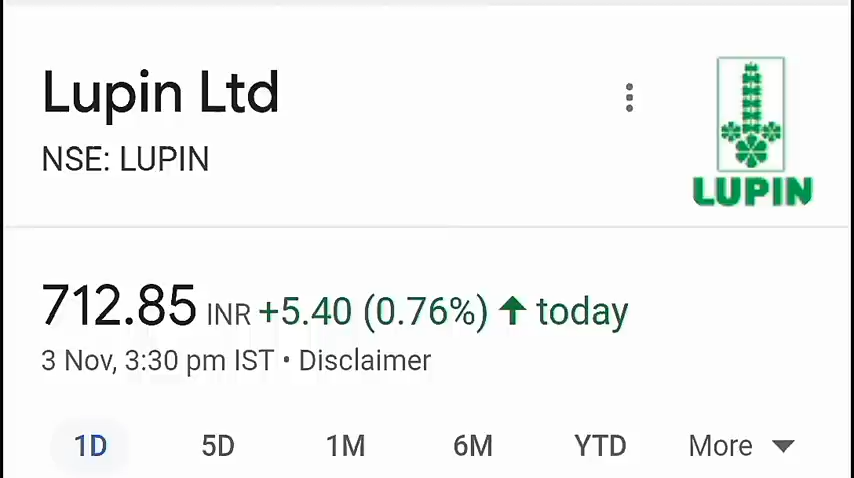 Lupin Ltd
NSE: LUPIN
LUPIN
712.85 INR +5.40 (0.76%) ↑ today
3 Nov, 3:30 pm IST • Disclaimer
1D 5D 1M 6M YTD More